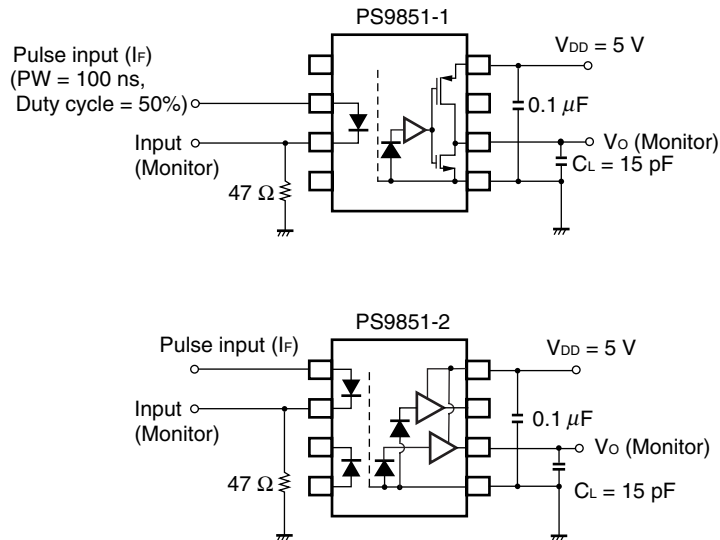 PS9851-1
Pulse input (IF)
(PW = 100 ns,
Duty cycle = 50%)
Input
(Monitor)
47 Ω
VDD = 5 V
0.1 μF
VO (Monitor)
CL = 15 pF
PS9851-2
Pulse input (IF)
Input
(Monitor)
47 Ω
VDD = 5 V
0.1 μF
VO (Monitor)
CL = 15 pF